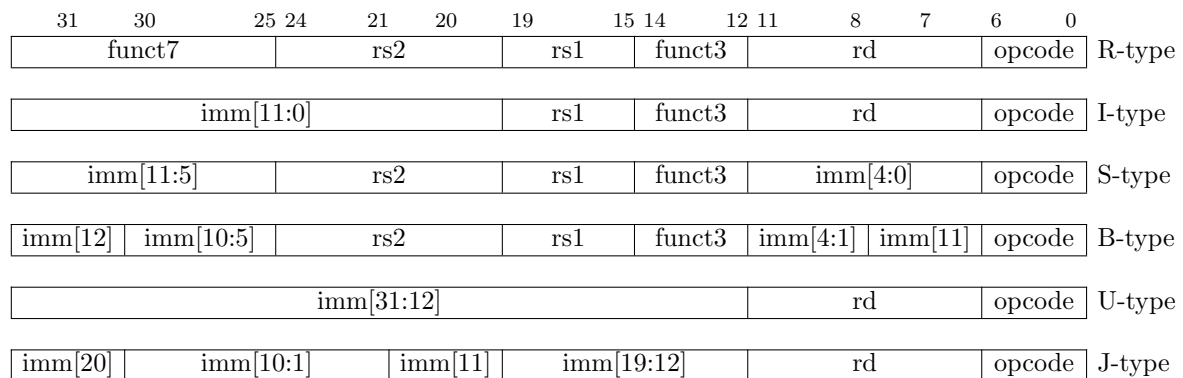 31 30 25 24 21 20 19 15 14 12 11 8 7 6 0
funct7 rs2 rs1 funct3 rd opcode R-type
imm[11:0] rs1 funct3 rd opcode I-type
imm[11:5] rs2 rs1 funct3 imm[4:0] opcode S-type
imm[12] imm[10:5] rs2 rs1 funct3 imm[4:1] imm[11] opcode B-type
imm[31:12] rd opcode U-type
imm[20] imm[10:1] imm[11] imm[19:12] rd opcode J-type